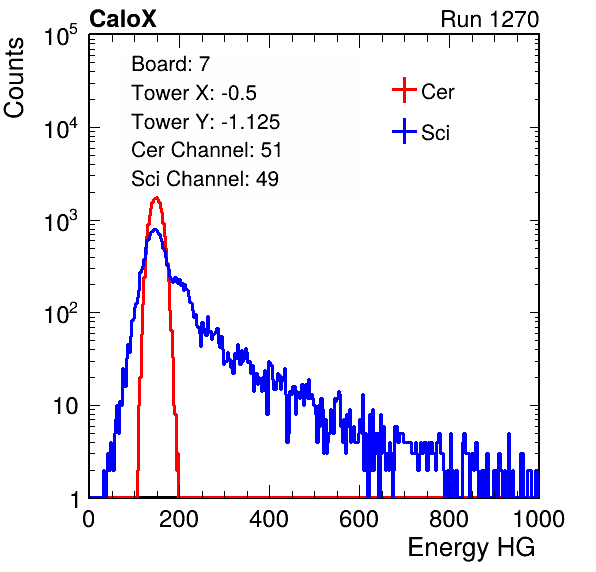 CaloX Run 1270
Counts
10^5
10^4
10^3
10^2
10
1
Board: 7
Tower X: -0.5
Tower Y: -1.125
Cer Channel: 51
Sci Channel: 49
Cer
Sci
0 200 400 600 800 1000
Energy HG